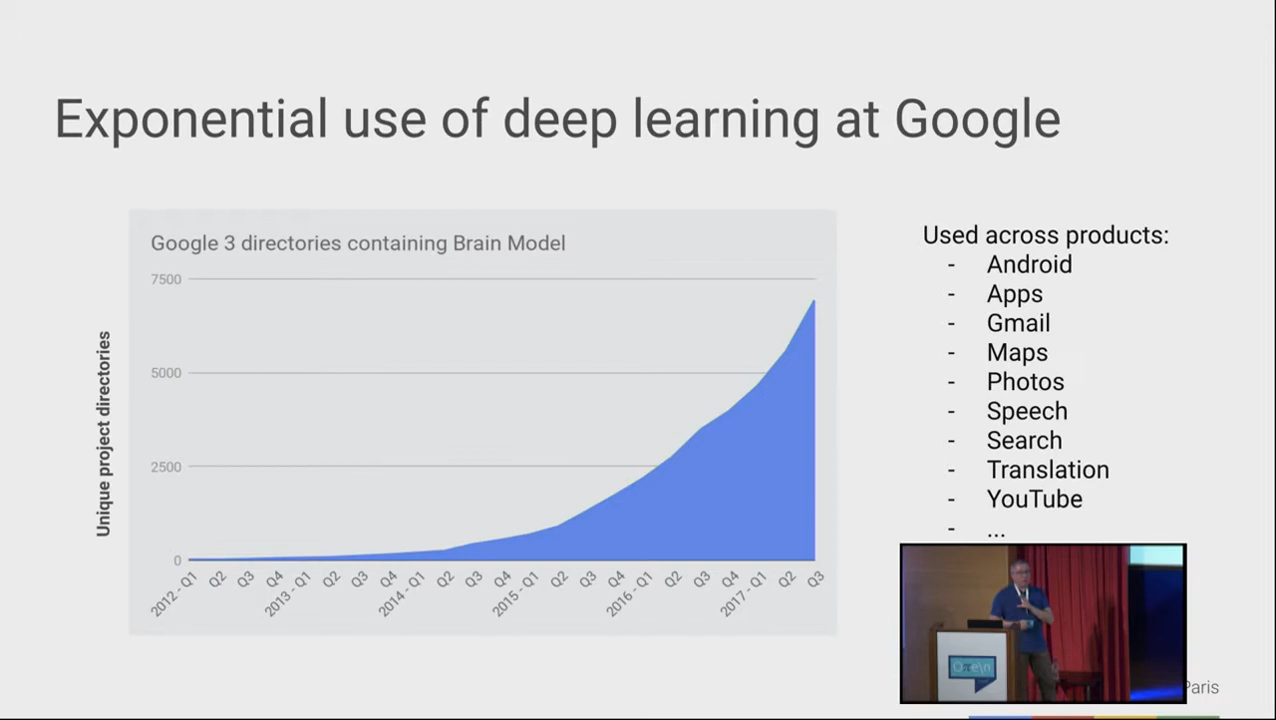 Exponential use of deep learning at Google
Google 3 directories containing Brain Model
7500
5000
2500
0
Unique project directories
2012 - Q1
Q2
Q3
Q4
2013 - Q1
Q2
Q3
Q4
2014 - Q1
Q2
Q3
Q4
2015 - Q1
Q2
Q3
Q4
2016 - Q1
Q2
Q3
Q4
2017 - Q1
Q2
Q3
Used across products:
- Android
- Apps
- Gmail
- Maps
- Photos
- Speech
- Search
- Translation
- YouTube
- ...
Paris